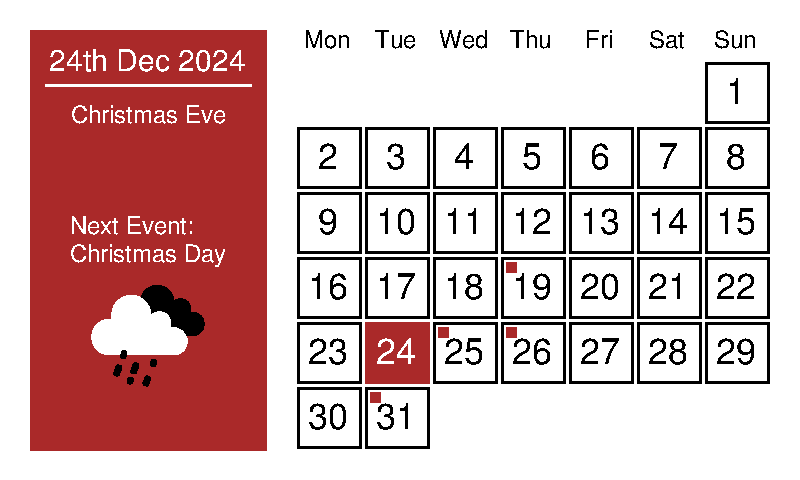 24th Dec 2024
Christmas Eve
Next Event:
Christmas Day
Mon Tue Wed Thu Fri Sat Sun
1
2 3 4 5 6 7 8
9 10 11 12 13 14 15
16 17 18 19 20 21 22
23 24 25 26 27 28 29
30 31